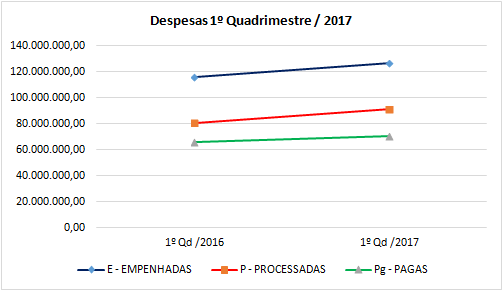 Despesas 1º Quadrimestre / 2017
140.000.000,00
120.000.000,00
100.000.000,00
80.000.000,00
60.000.000,00
40.000.000,00
20.000.000,00
0,00
1º Qd /2016 1º Qd /2017
E - EMPENHADAS P - PROCESSADAS Pg - PAGAS